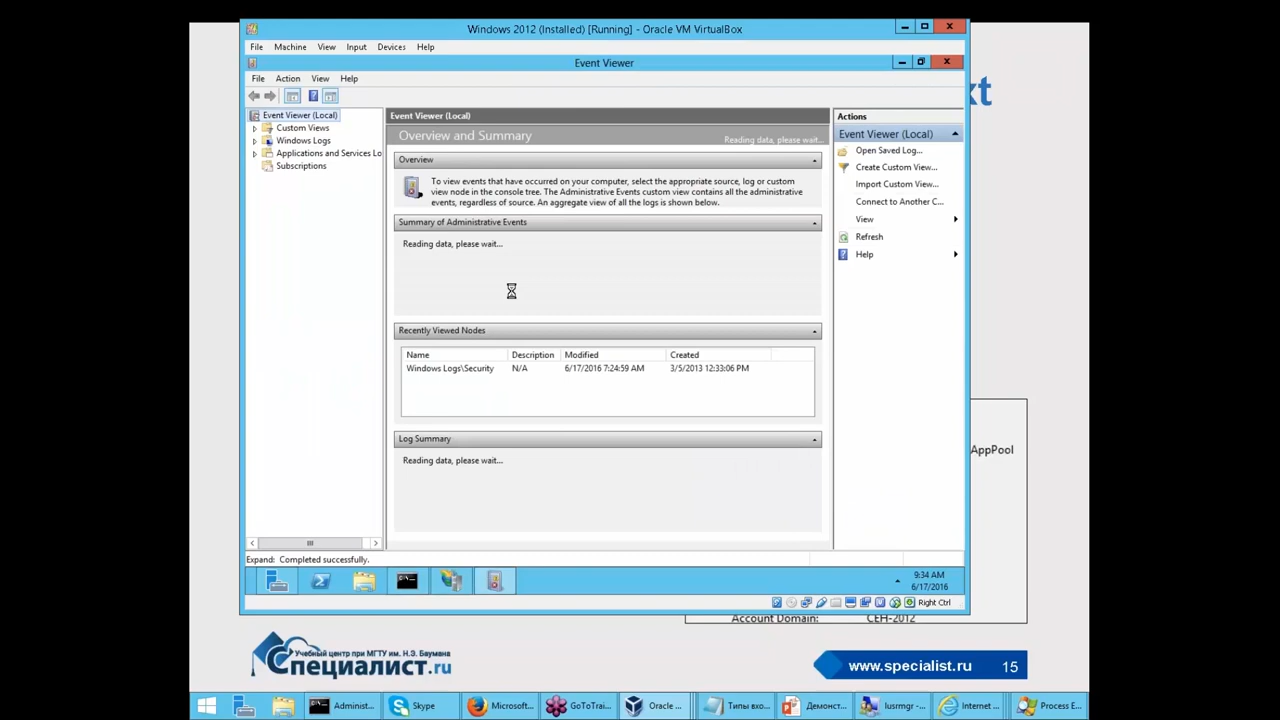 Windows 2012 (Installed) [Running] - Oracle VM VirtualBox
File Machine View Input Devices Help
Event Viewer
File Action View Help
Event Viewer (Local)
Custom Views
Windows Logs
Applications and Services Lo
Subscriptions
Event Viewer (Local)
Overview and Summary
Reading data, please wait...
Overview
To view events that have occurred on your computer, select the appropriate source, log or custom
view node in the console tree. The Administrative Events custom view contains all the administrative
events, regardless of source. An aggregate view of all the logs is shown below.
Summary of Administrative Events
Reading data, please wait...
Recently Viewed Nodes
Name Description Modified Created
Windows Logs\Security N/A 6/17/2016 7:24:59 AM 3/5/2013 12:33:06 PM
Log Summary
Reading data, please wait...
Actions
Event Viewer (Local)
Open Saved Log...
Create Custom View...
Import Custom View...
Connect to Another C...
View
Refresh
Help
Expand: Completed successfully.
9:34 AM
6/17/2016
Right Ctrl
xt
AppPool
Account Domain: CEH-2012
Учебный центр при МГТУ им. Н.Э. Баумана
Специалист.ru
www.specialist.ru 15
Administ... Skype Microsoft... GoToTrai... Oracle ... Типы вхо... Демонст... lusrmgr -... Internet ... Process E...